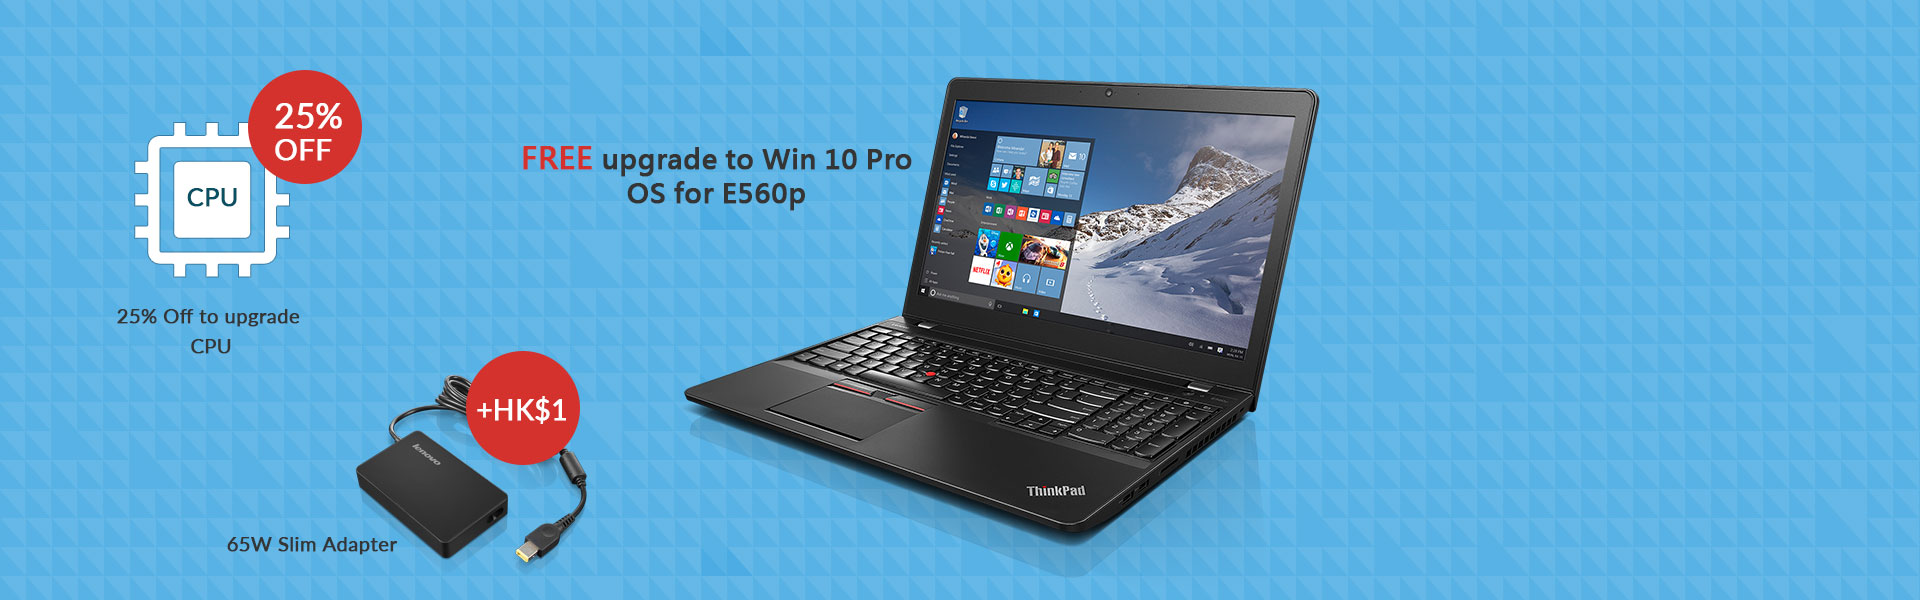 25%
OFF
CPU
25% Off to upgrade
CPU
FREE upgrade to Win 10 Pro
OS for E560p
+HK$1
lenovo
65W Slim Adapter
NETFLIX
ThinkPad